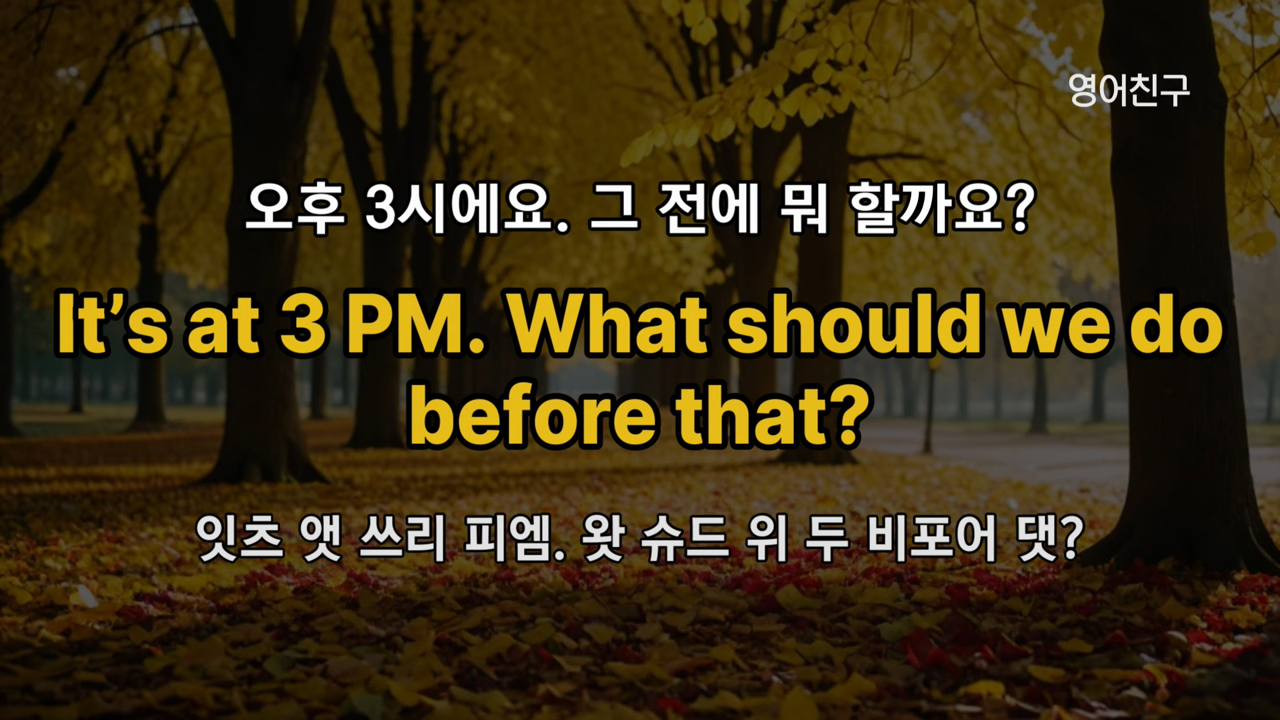 영어친구
오후 3시에요. 그 전에 뭐 할까요?
It’s at 3 PM. What should we do
before that?
잇츠 앳 쓰리 피엠. 왓 슈드 위 두 비포어 댓?